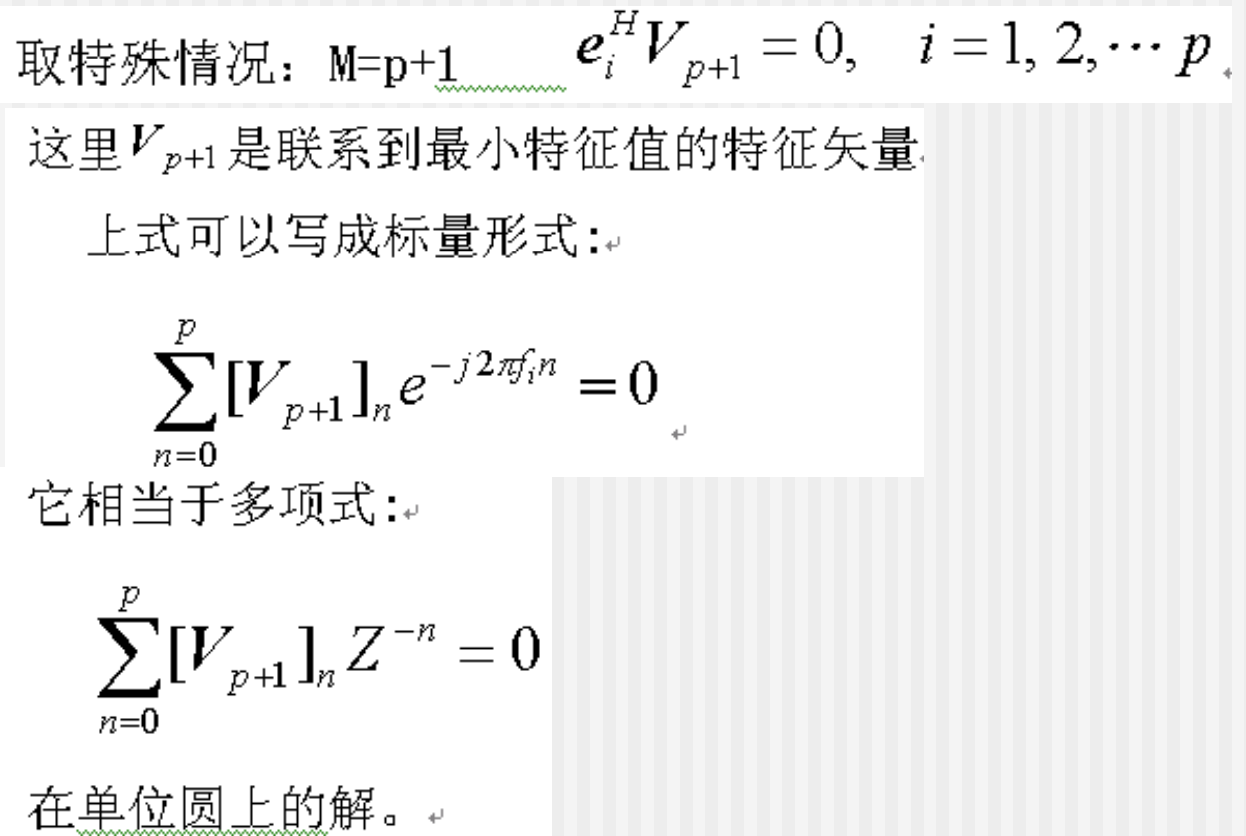 取特殊情况：M=p+1 $e_i^H V_{p+1} = 0, \quad i = 1, 2, \cdots p$
这里 $V_{p+1}$ 是联系到最小特征值的特征矢量
上式可以写成标量形式:
$\sum_{n=0}^{p} [V_{p+1}]_n e^{-j2\pi f_i n} = 0$
它相当于多项式:
$\sum_{n=0}^{p} [V_{p+1}]_n Z^{-n} = 0$
在单位圆上的解。